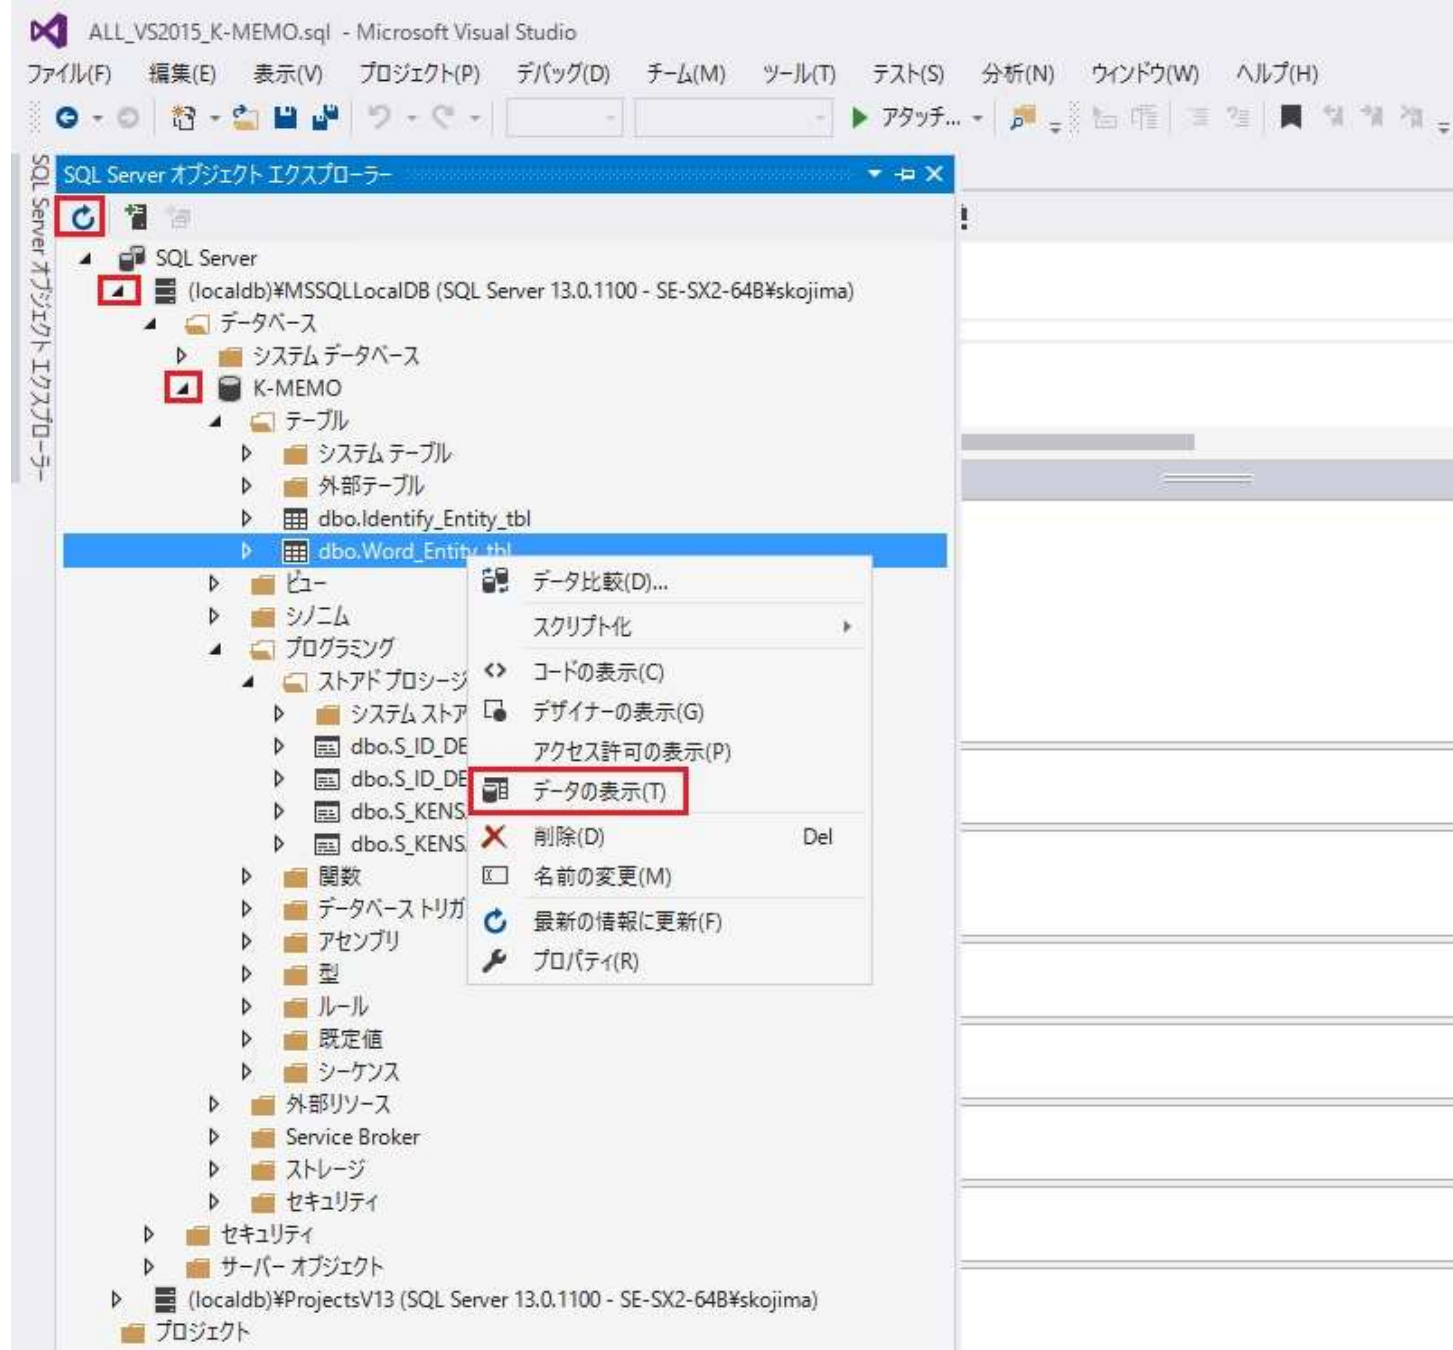 ALL_VS2015_K-MEMO.sql - Microsoft Visual Studio
ファイル(F) 編集(E) 表示(V) プロジェクト(P) デバッグ(D) チーム(M) ツール(T) テスト(S) 分析(N) ウィンドウ(W) ヘルプ(H)
アタッチ...
SQL Server オブジェクト エクスプローラー
SQL Server オブジェクト エクスプローラー
SQL Server
(localdb)¥MSSQLLocalDB (SQL Server 13.0.1100 - SE-SX2-64B¥skojima)
データベース
システム データベース
K-MEMO
テーブル
システム テーブル
外部テーブル
dbo.Identify_Entity_tbl
dbo.Word_Entity_tbl
ビュー
シノニム
プログラミング
ストアド プロシージ
システム ストア
dbo.S_ID_DE
dbo.S_ID_DE
dbo.S_KENS
dbo.S_KENS
関数
データベース トリガ
アセンブリ
型
ルール
既定値
シーケンス
外部リソース
Service Broker
ストレージ
セキュリティ
セキュリティ
サーバー オブジェクト
(localdb)¥ProjectsV13 (SQL Server 13.0.1100 - SE-SX2-64B¥skojima)
プロジェクト
データ比較(D)...
スクリプト化
コードの表示(C)
デザイナーの表示(G)
アクセス許可の表示(P)
データの表示(T)
削除(D) Del
名前の変更(M)
最新の情報に更新(F)
プロパティ(R)